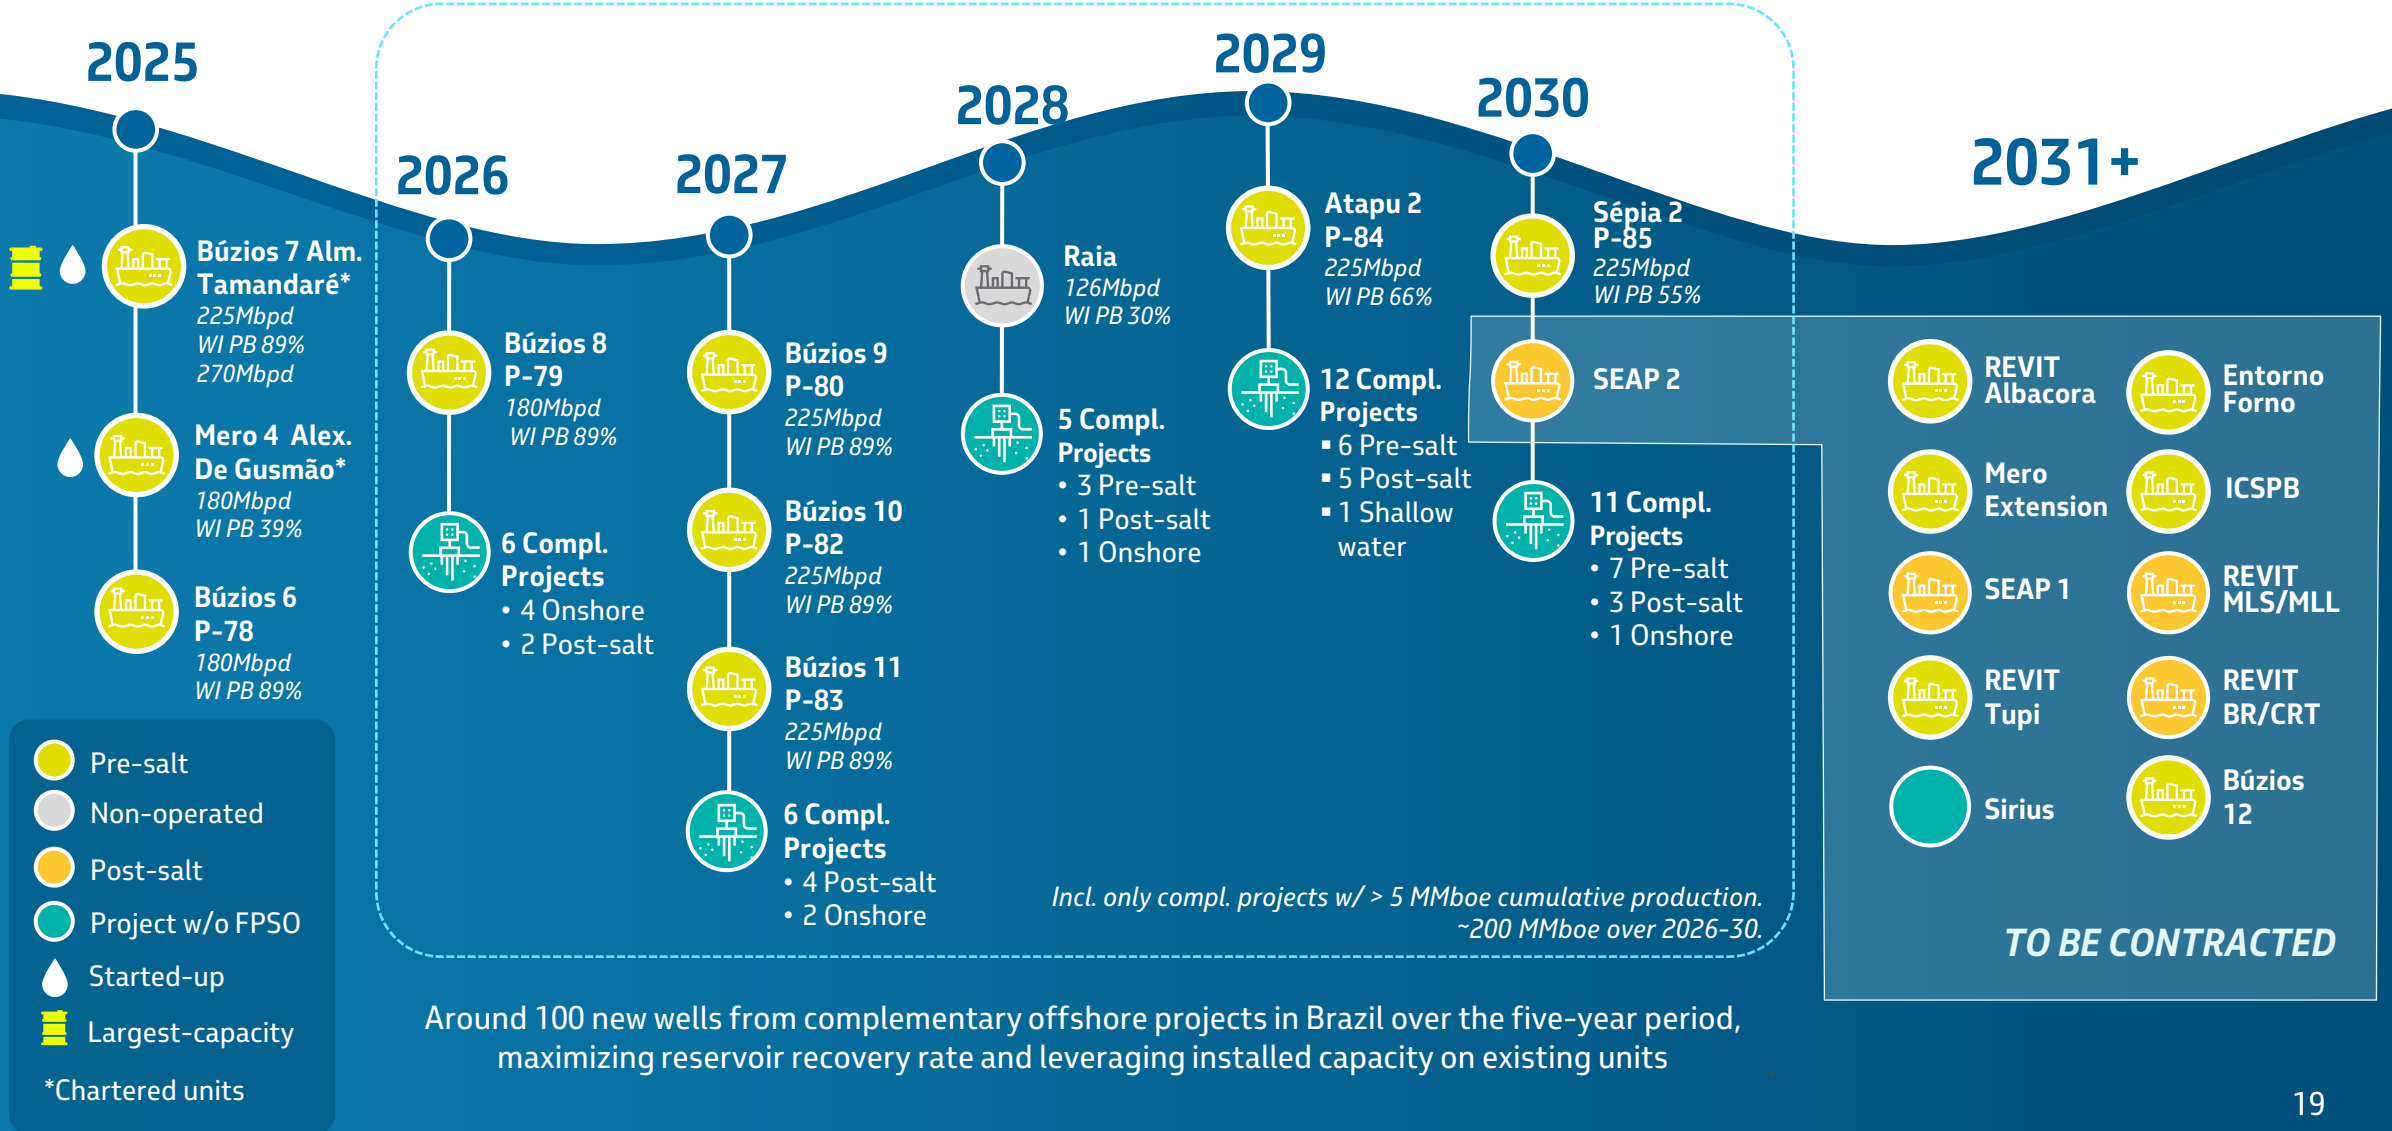 2025
Búzios 7 Alm.
Tamandaré*
225Mbpd
WI PB 89%
270Mbpd
Mero 4 Alex.
De Gusmão*
180Mbpd
WI PB 39%
Búzios 6
P-78
180Mbpd
WI PB 89%
2026
Búzios 8
P-79
180Mbpd
WI PB 89%
6 Compl.
Projects
• 4 Onshore
• 2 Post-salt
2027
Búzios 9
P-80
225Mbpd
WI PB 89%
Búzios 10
P-82
225Mbpd
WI PB 89%
Búzios 11
P-83
225Mbpd
WI PB 89%
6 Compl.
Projects
• 4 Post-salt
• 2 Onshore
2028
Raia
126Mbpd
WI PB 30%
5 Compl.
Projects
• 3 Pre-salt
• 1 Post-salt
• 1 Onshore
2029
Atapu 2
P-84
225Mbpd
WI PB 66%
12 Compl.
Projects
▪ 6 Pre-salt
▪ 5 Post-salt
▪ 1 Shallow
water
2030
Sépia 2
P-85
225Mbpd
WI PB 55%
SEAP 2
11 Compl.
Projects
• 7 Pre-salt
• 3 Post-salt
• 1 Onshore
2031+
REVIT
Albacora
Mero
Extension
SEAP 1
REVIT
Tupi
Sirius
Entorno
Forno
ICSPB
REVIT
MLS/MLL
REVIT
BR/CRT
Búzios
12
TO BE CONTRACTED
Incl. only compl. projects w/ > 5 MMboe cumulative production.
~200 MMboe over 2026-30.
Pre-salt
Non-operated
Post-salt
Project w/o FPSO
Started-up
Largest-capacity
*Chartered units
Around 100 new wells from complementary offshore projects in Brazil over the five-year period,
maximizing reservoir recovery rate and leveraging installed capacity on existing units
19